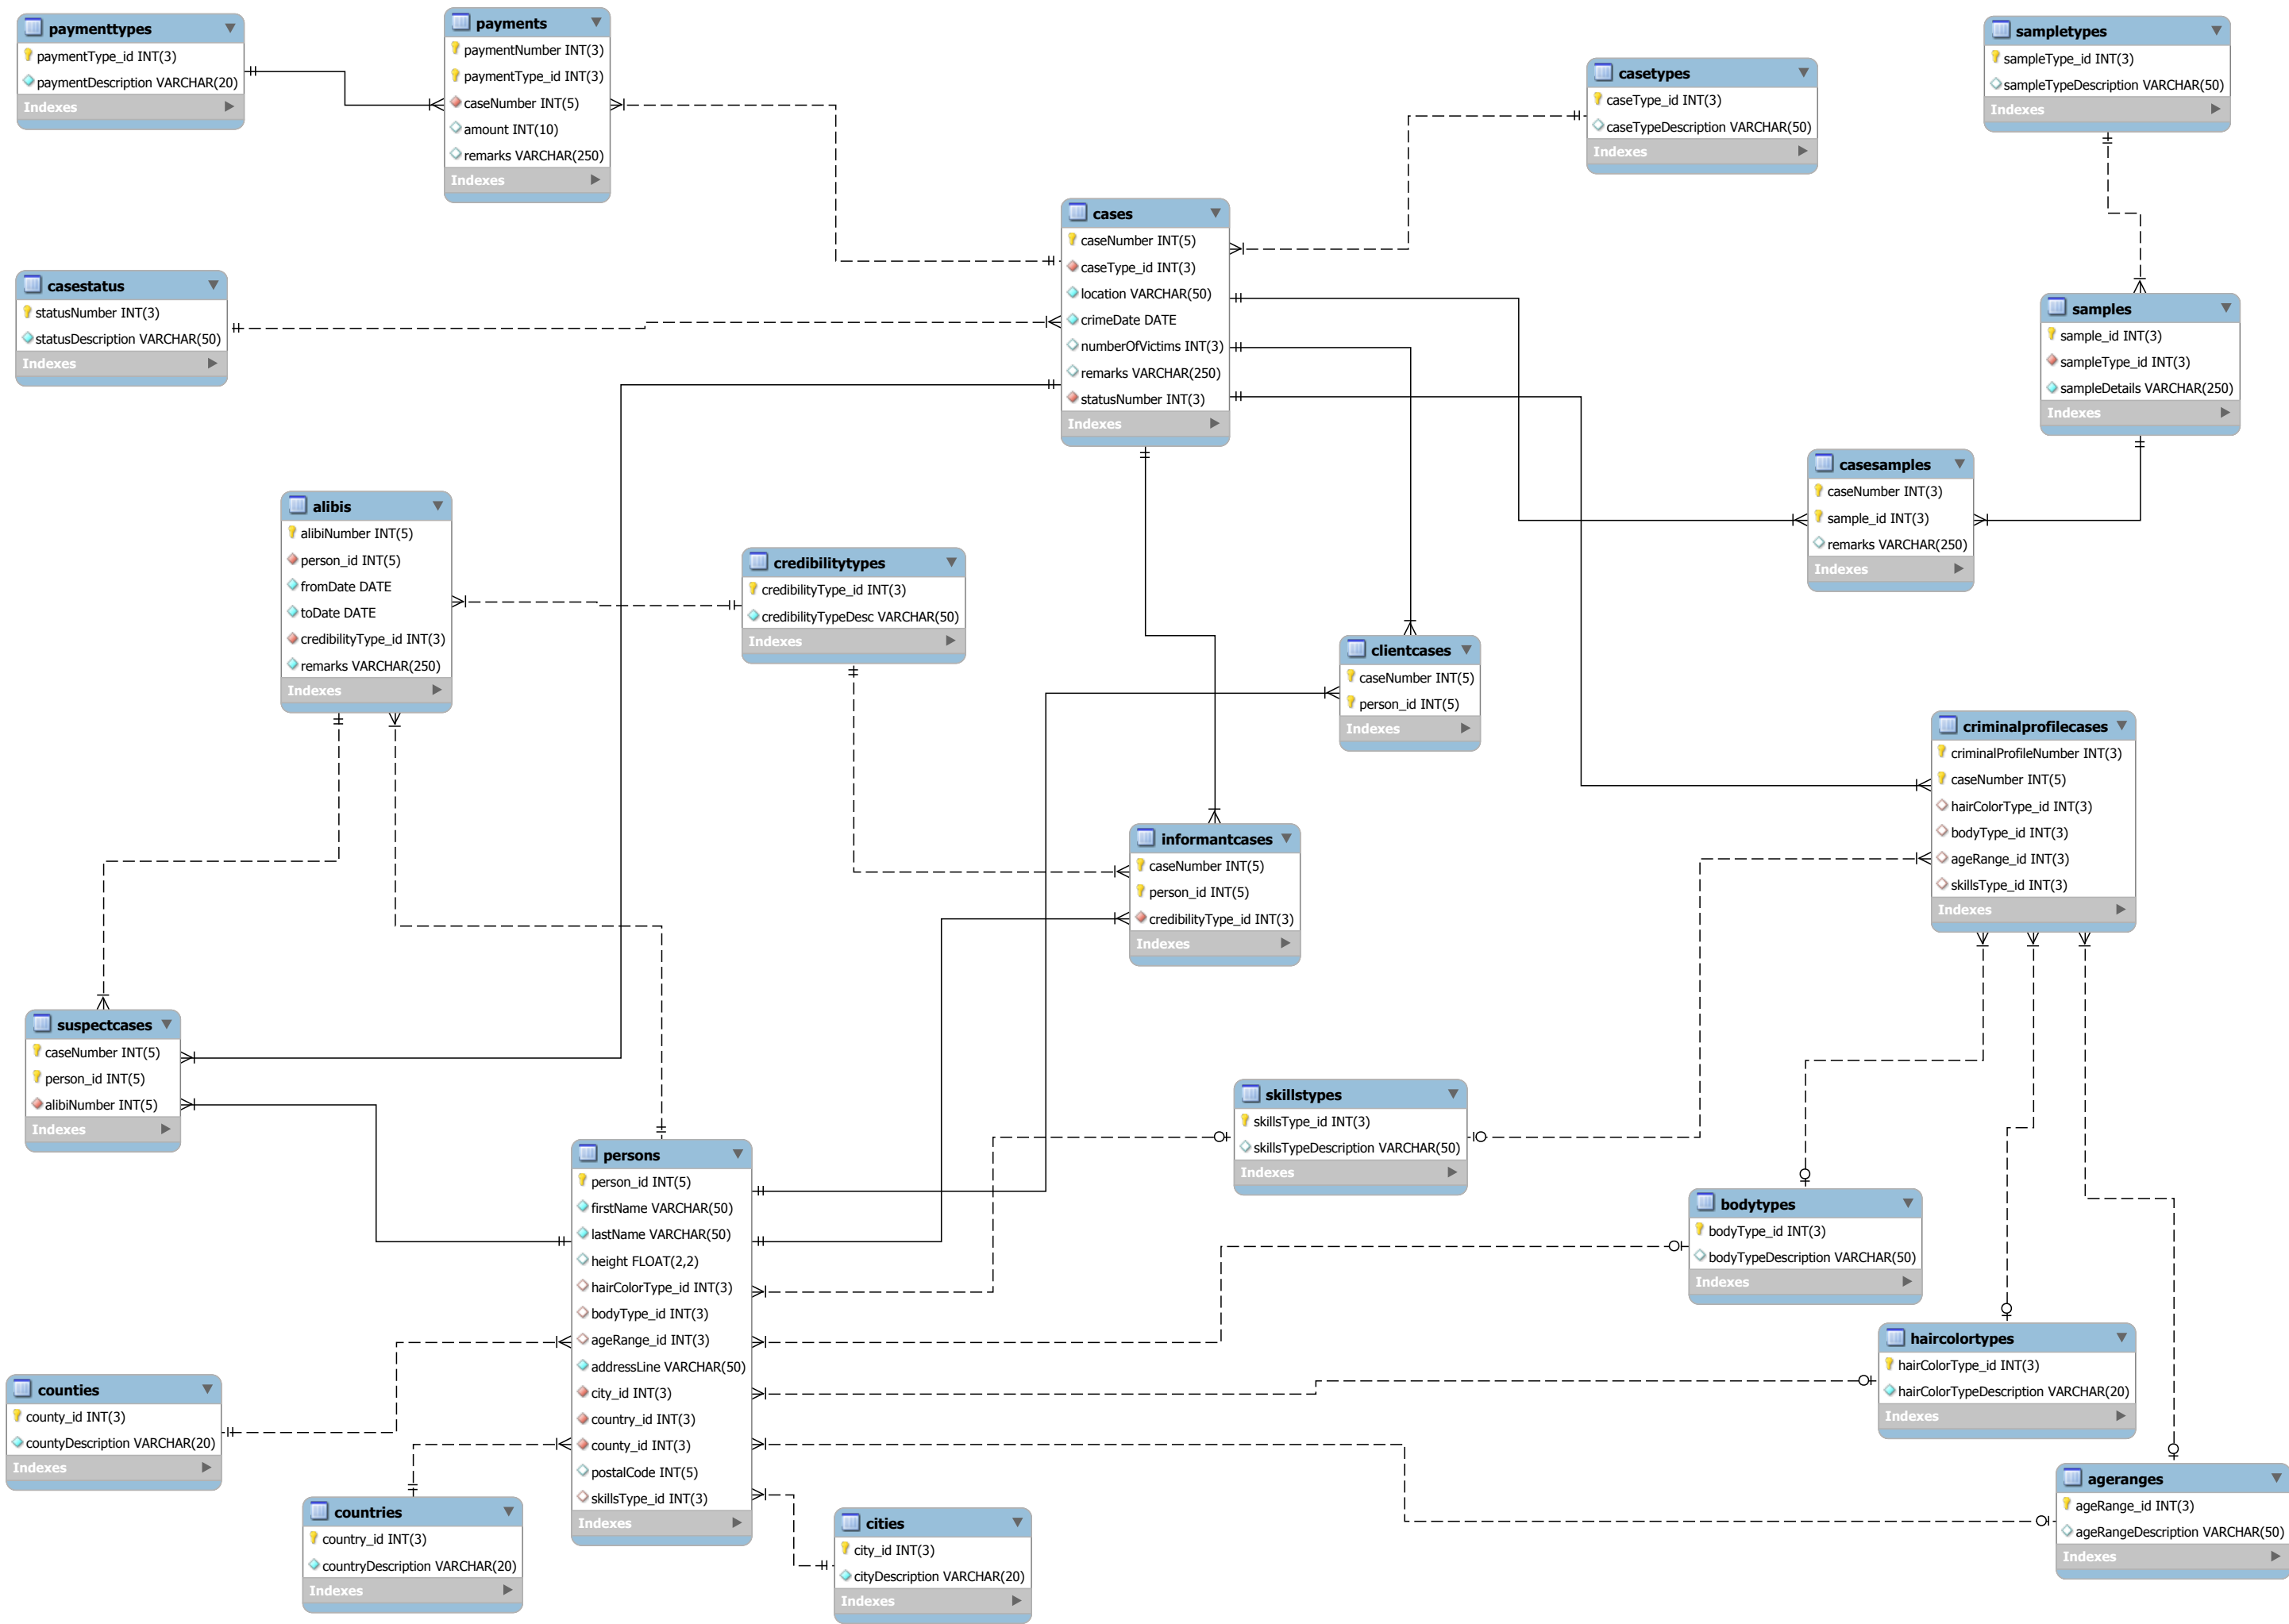 paymenttypes
paymentType_id INT(3)
paymentDescription VARCHAR(20)
Indexes
payments
paymentNumber INT(3)
paymentType_id INT(3)
caseNumber INT(5)
amount INT(10)
remarks VARCHAR(250)
Indexes
casetypes
caseType_id INT(3)
caseTypeDescription VARCHAR(50)
Indexes
sampletypes
sampleType_id INT(3)
sampleTypeDescription VARCHAR(50)
Indexes
cases
caseNumber INT(5)
caseType_id INT(3)
location VARCHAR(50)
crimeDate DATE
numberOfVictims INT(3)
remarks VARCHAR(250)
statusNumber INT(3)
Indexes
casestatus
statusNumber INT(3)
statusDescription VARCHAR(50)
Indexes
samples
sample_id INT(3)
sampleType_id INT(3)
sampleDetails VARCHAR(250)
Indexes
casesamples
caseNumber INT(3)
sample_id INT(3)
remarks VARCHAR(250)
Indexes
alibis
alibiNumber INT(5)
person_id INT(5)
fromDate DATE
toDate DATE
credibilityType_id INT(3)
remarks VARCHAR(250)
Indexes
credibilitytypes
credibilityType_id INT(3)
credibilityTypeDesc VARCHAR(50)
Indexes
clientcases
caseNumber INT(5)
person_id INT(5)
Indexes
criminalprofilecases
criminalProfileNumber INT(3)
caseNumber INT(5)
hairColorType_id INT(3)
bodyType_id INT(3)
ageRange_id INT(3)
skillsType_id INT(3)
Indexes
informantcases
caseNumber INT(5)
person_id INT(5)
credibilityType_id INT(3)
Indexes
suspectcases
caseNumber INT(5)
person_id INT(5)
alibiNumber INT(5)
Indexes
skillstypes
skillsType_id INT(3)
skillsTypeDescription VARCHAR(50)
Indexes
persons
person_id INT(5)
firstName VARCHAR(50)
lastName VARCHAR(50)
height FLOAT(2,2)
hairColorType_id INT(3)
bodyType_id INT(3)
ageRange_id INT(3)
addressLine VARCHAR(50)
city_id INT(3)
country_id INT(3)
county_id INT(3)
postalCode INT(5)
skillsType_id INT(3)
Indexes
bodytypes
bodyType_id INT(3)
bodyTypeDescription VARCHAR(50)
Indexes
haircolortypes
hairColorType_id INT(3)
hairColorTypeDescription VARCHAR(20)
Indexes
counties
county_id INT(3)
countyDescription VARCHAR(20)
Indexes
ageranges
ageRange_id INT(3)
ageRangeDescription VARCHAR(50)
Indexes
countries
country_id INT(3)
countryDescription VARCHAR(20)
Indexes
cities
city_id INT(3)
cityDescription VARCHAR(20)
Indexes